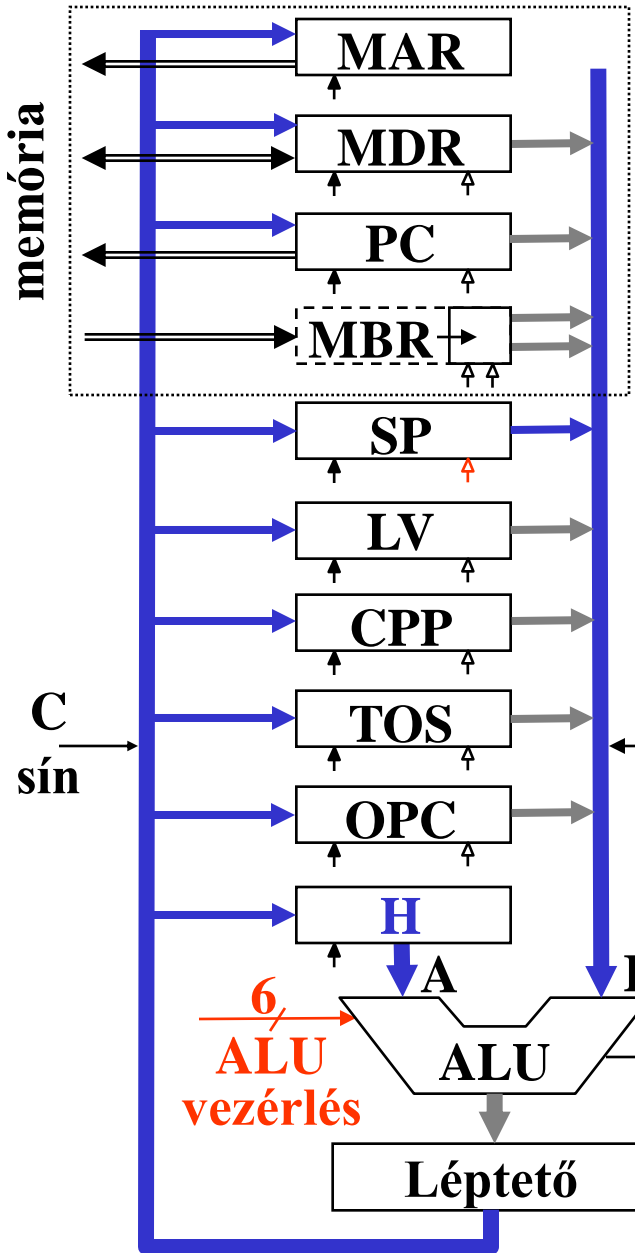 MAR
MDR
PC
MBR
memória
SP
LV
CPP
TOS
C
sín
OPC
H
A
6
ALU
vezérlés
ALU
Léptető